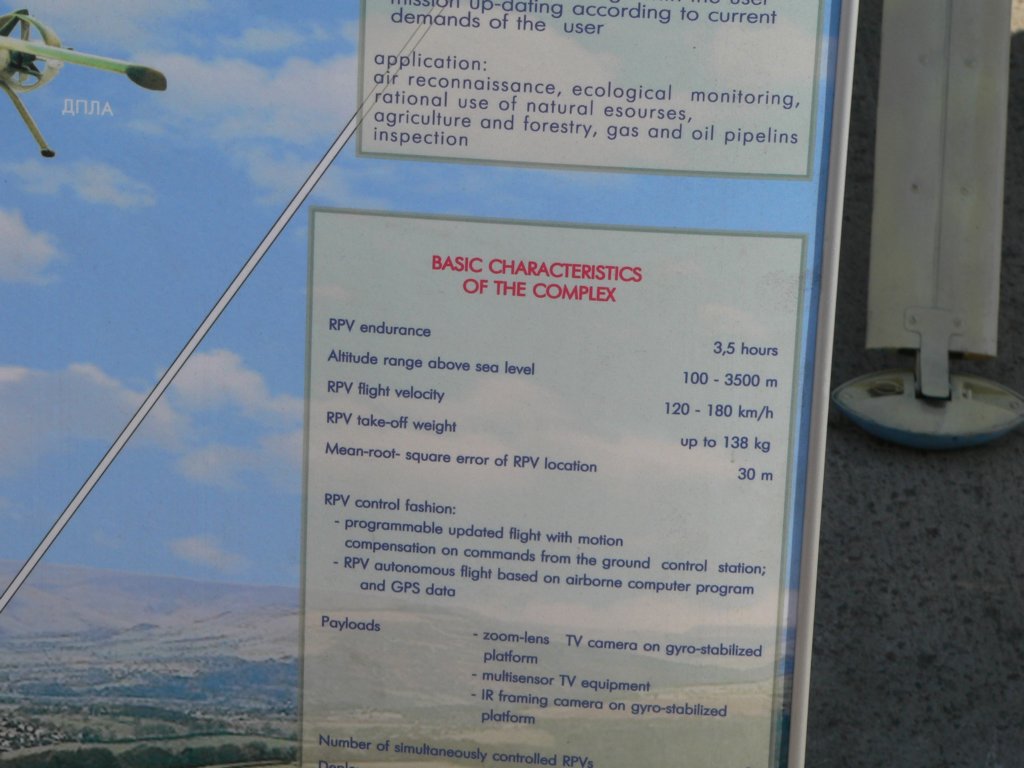 mission up-dating according to current
demands of the user
application:
air reconnaissance, ecological monitoring,
rational use of natural esourses,
agriculture and forestry, gas and oil pipelins
inspection
ДПЛА
BASIC CHARACTERISTICS
OF THE COMPLEX
RPV endurance 3,5 hours
Altitude range above sea level 100 - 3500 m
RPV flight velocity 120 - 180 km/h
RPV take-off weight up to 138 kg
Mean-root- square error of RPV location 30 m
RPV control fashion:
- programmable updated flight with motion
compensation on commands from the ground control station;
- RPV autonomous flight based on airborne computer program
and GPS data
Payloads - zoom-lens TV camera on gyro-stabilized
platform
- multisensor TV equipment
- IR framing camera on gyro-stabilized
platform
Number of simultaneously controlled RPVs